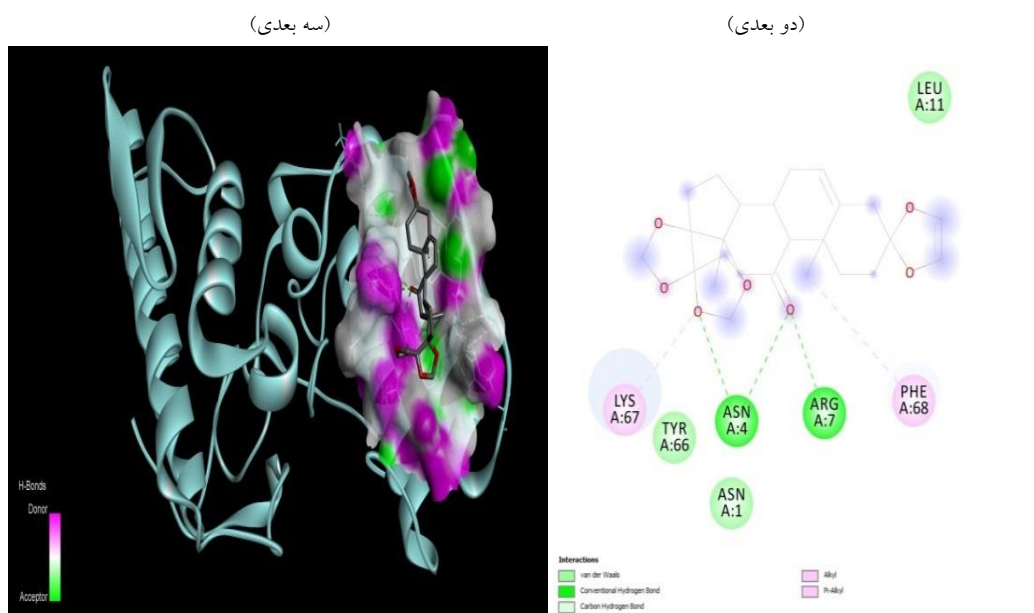 (سه بعدی)
(دو بعدی)
LEU
A:11
O
O
O
O
O
O
O
LYS
A:67
TYR
A:66
ASN
A:4
ARG
A:7
PHE
A:68
ASN
A:1
H-Bonds
Donor
Acceptor
Interactions
van der Waals
Conventional Hydrogen Bond
Carbon Hydrogen Bond
Alkyl
Pi-Alkyl